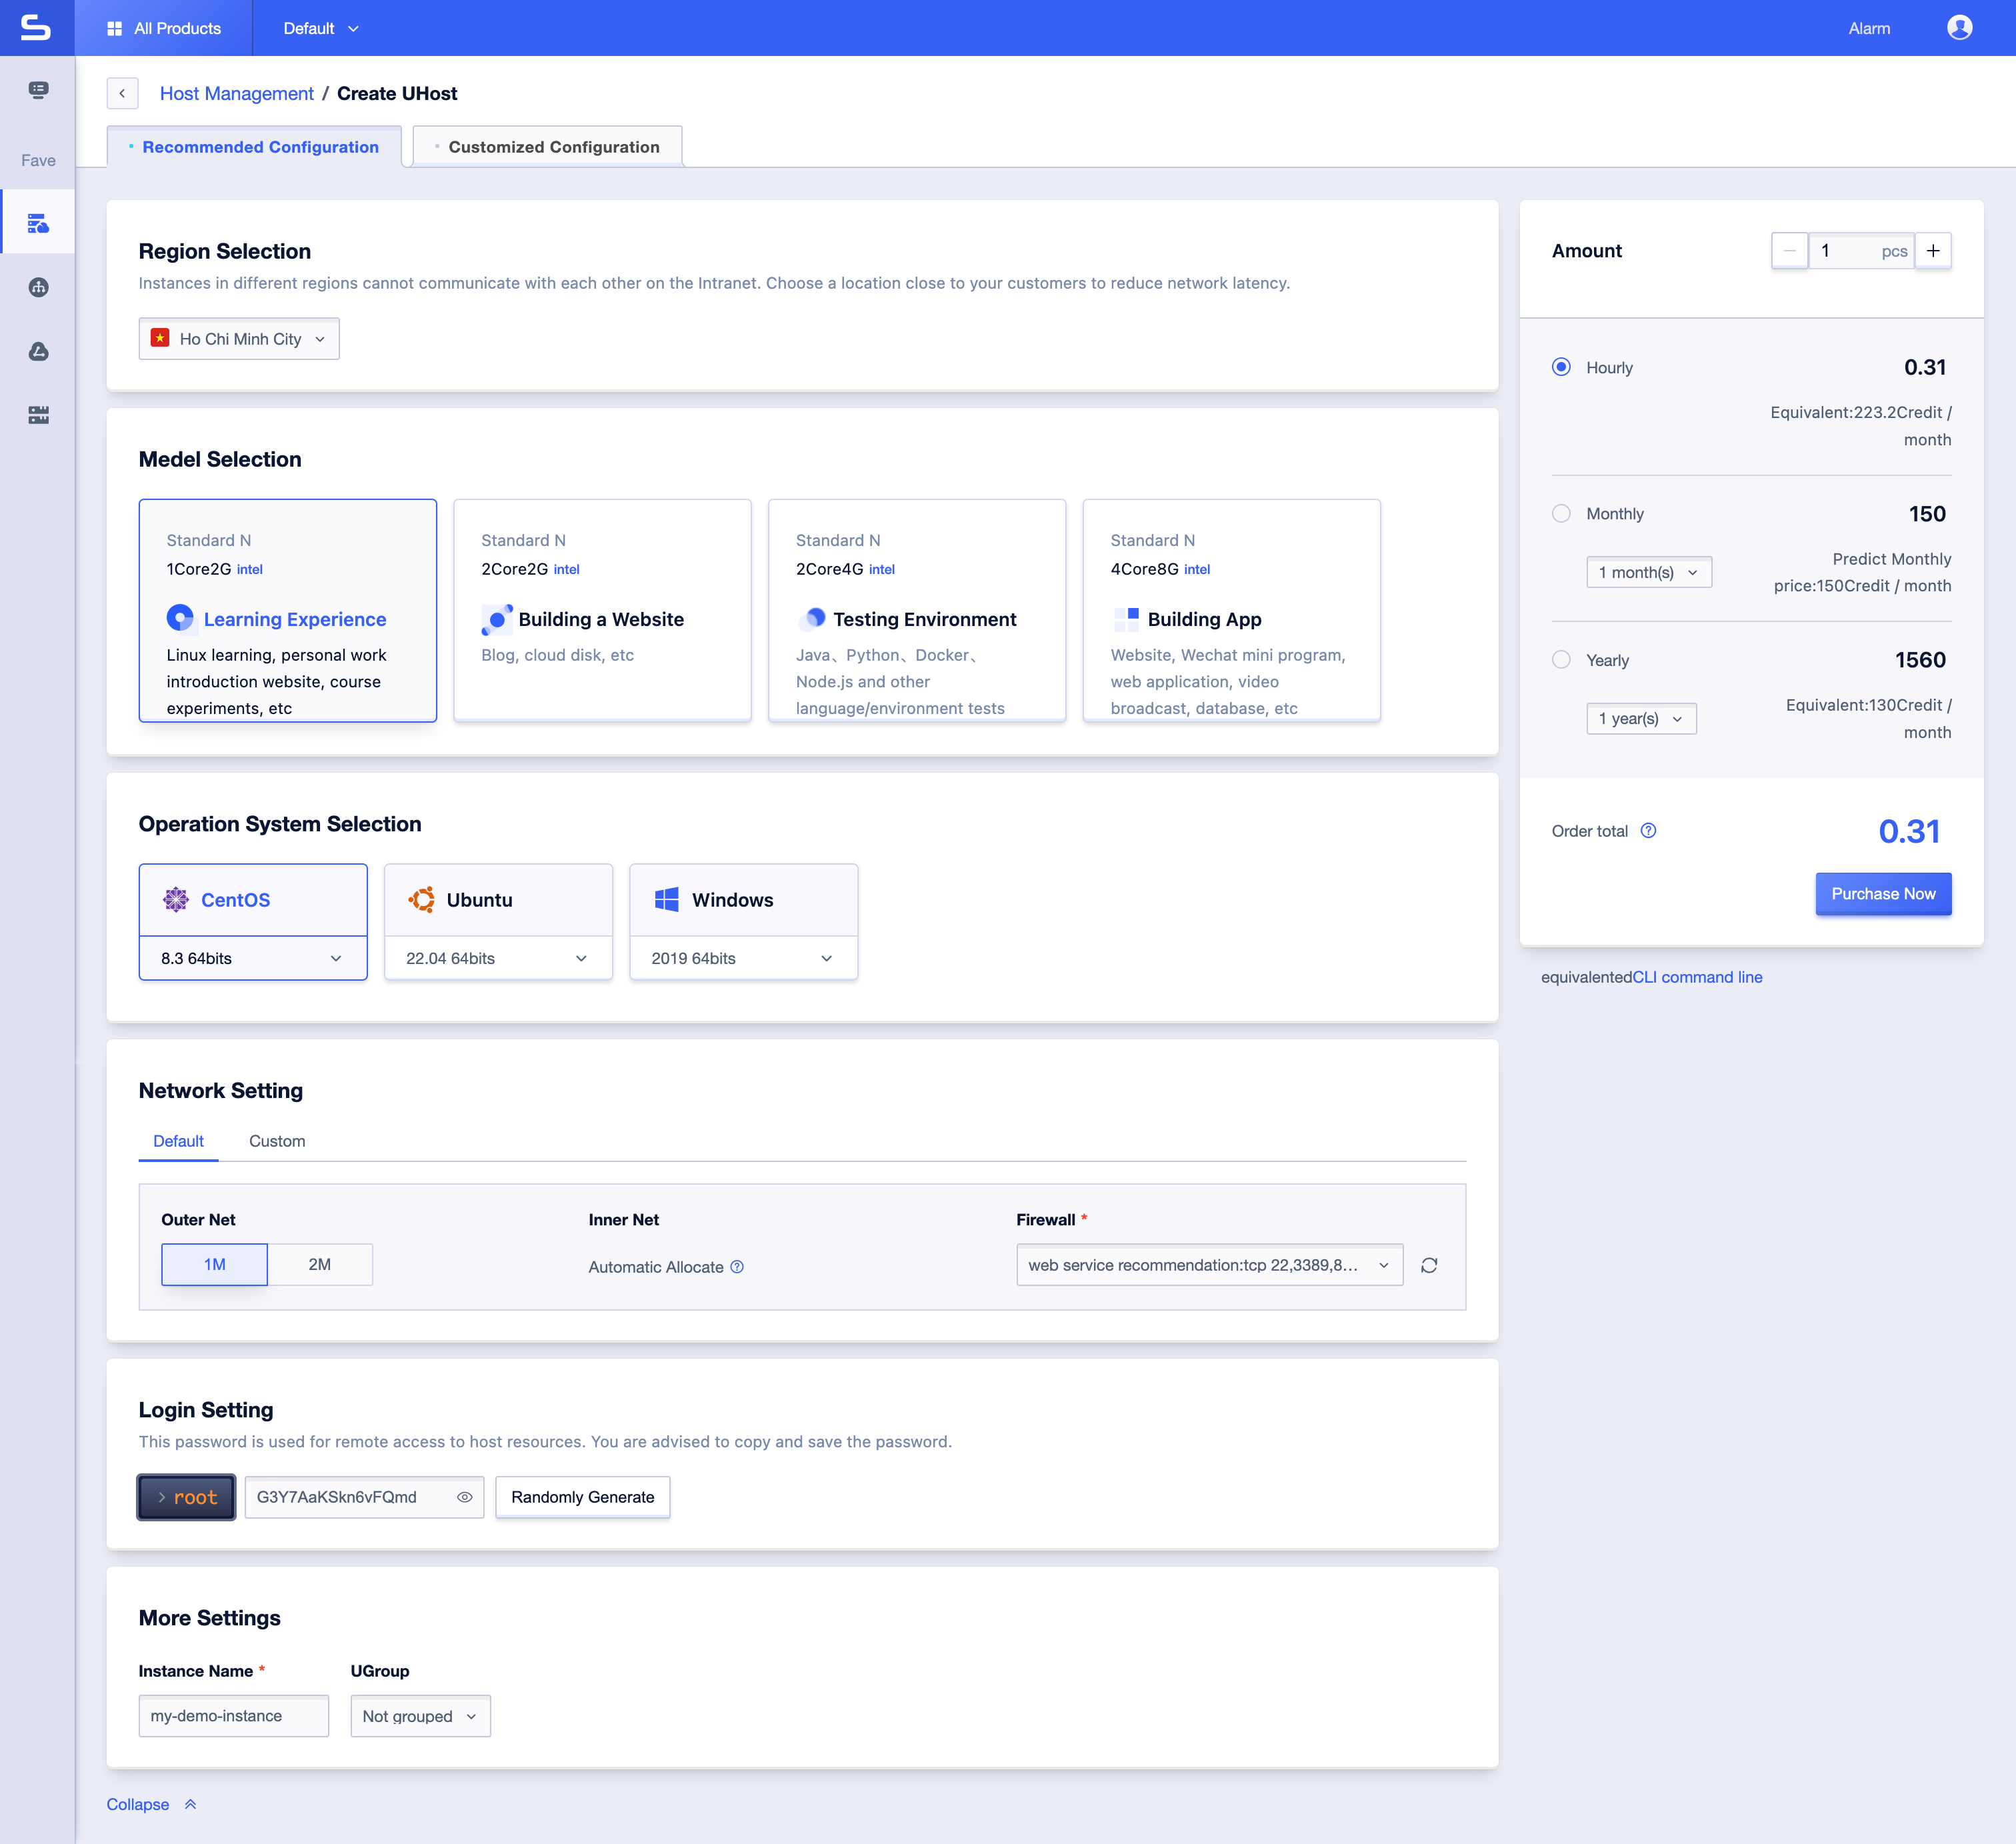 All Products
Default
Alarm
Fave
Host Management / Create UHost
Recommended Configuration
Customized Configuration
Region Selection
Instances in different regions cannot communicate with each other on the Intranet. Choose a location close to your customers to reduce network latency.
Ho Chi Minh City
Medel Selection
Standard N
1Core2G intel
Learning Experience
Linux learning, personal work
introduction website, course
experiments, etc
Standard N
2Core2G intel
Building a Website
Blog, cloud disk, etc
Standard N
2Core4G intel
Testing Environment
Java、Python、Docker、
Node.js and other
language/environment tests
Standard N
4Core8G intel
Building App
Website, Wechat mini program,
web application, video
broadcast, database, etc
Operation System Selection
CentOS
8.3 64bits
Ubuntu
22.04 64bits
Windows
2019 64bits
Network Setting
Default
Custom
Outer Net
1M
2M
Inner Net
Automatic Allocate
Firewall *
web service recommendation:tcp 22,3389,8...
Login Setting
This password is used for remote access to host resources. You are advised to copy and save the password.
> root
G3Y7AaKSkn6vFQmd
Randomly Generate
More Settings
Instance Name *
my-demo-instance
UGroup
Not grouped
Collapse
Amount
1 pcs
Hourly
0.31
Equivalent:223.2Credit /
month
Monthly
150
1 month(s)
Predict Monthly
price:150Credit / month
Yearly
1560
1 year(s)
Equivalent:130Credit /
month
Order total
0.31
Purchase Now
equivalentedCLI command line